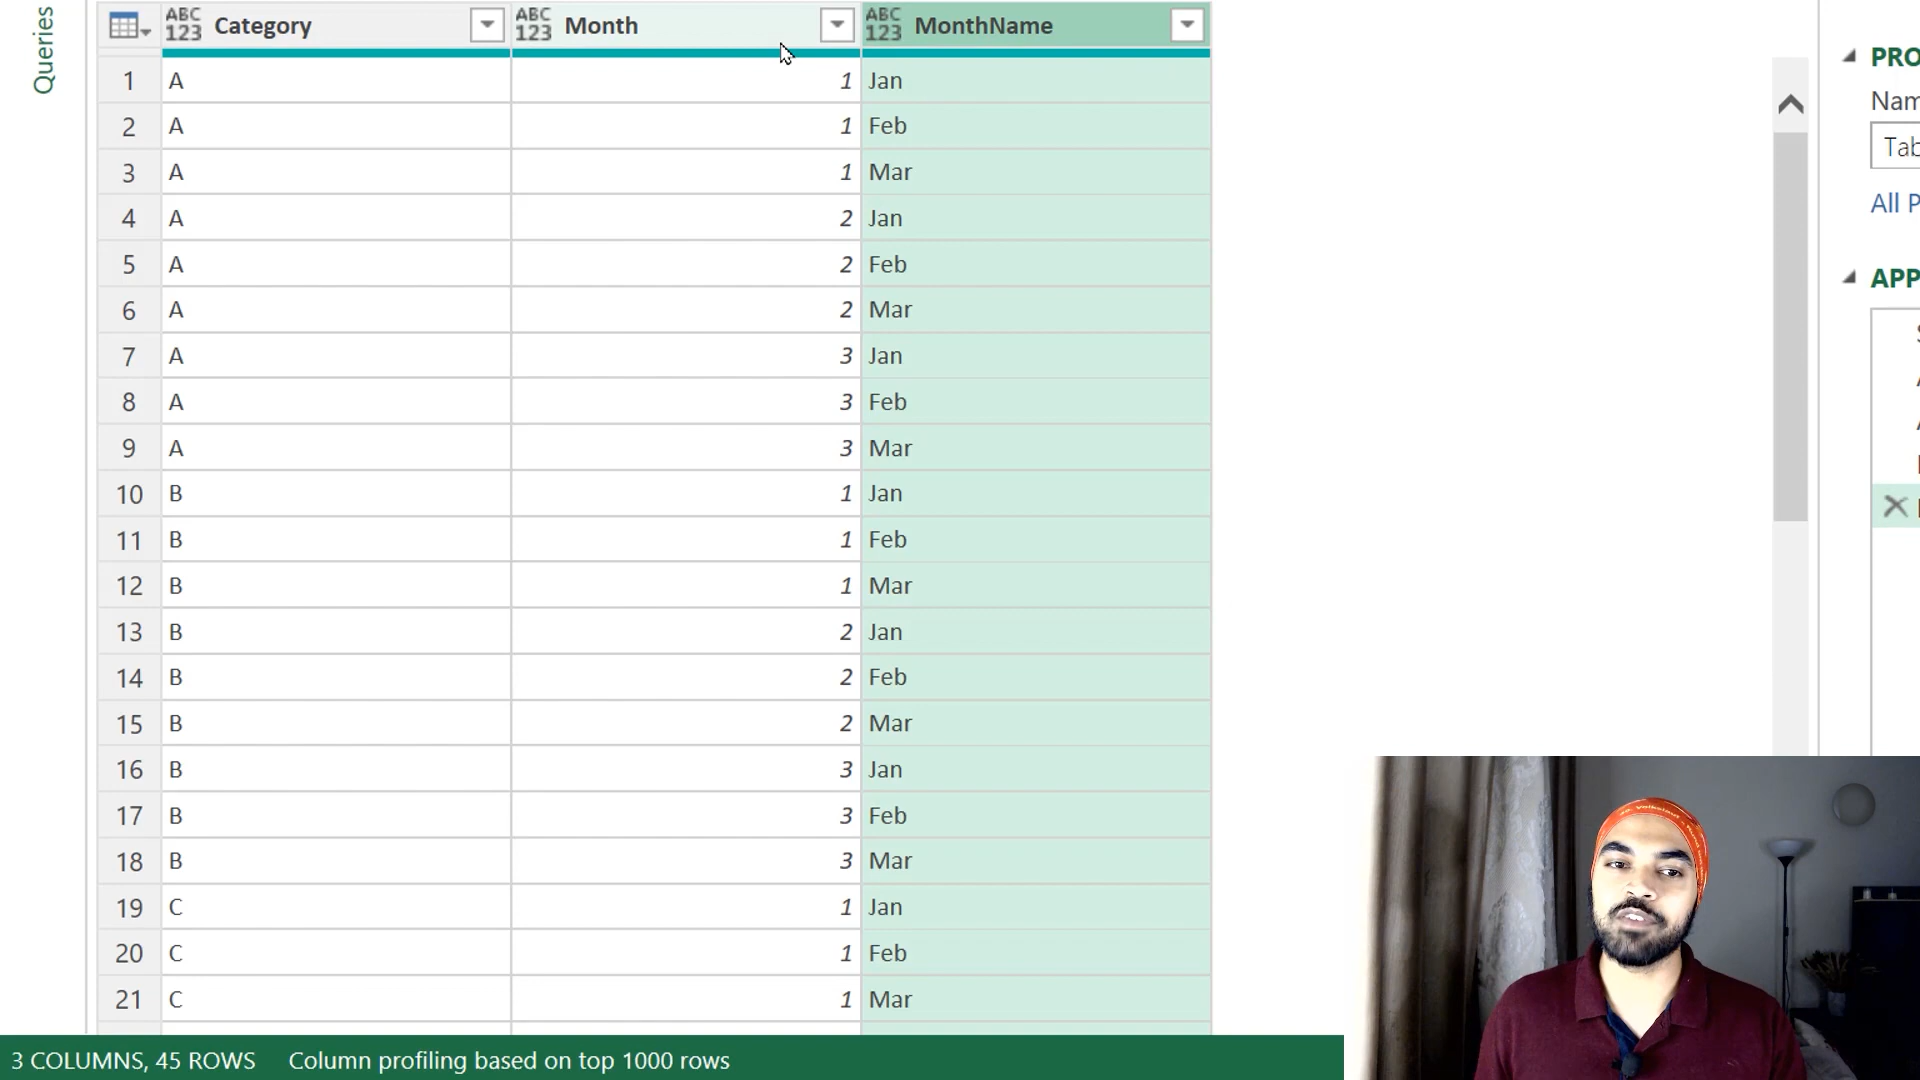 Queries
ABC 123 Category ABC 123 Month ABC 123 MonthName
1 A 1 Jan
2 A 1 Feb
3 A 1 Mar
4 A 2 Jan
5 A 2 Feb
6 A 2 Mar
7 A 3 Jan
8 A 3 Feb
9 A 3 Mar
10 B 1 Jan
11 B 1 Feb
12 B 1 Mar
13 B 2 Jan
14 B 2 Feb
15 B 2 Mar
16 B 3 Jan
17 B 3 Feb
18 B 3 Mar
19 C 1 Jan
20 C 1 Feb
21 C 1 Mar
3 COLUMNS, 45 ROWS Column profiling based on top 1000 rows
PRO
Nam
Tab
All P
APP